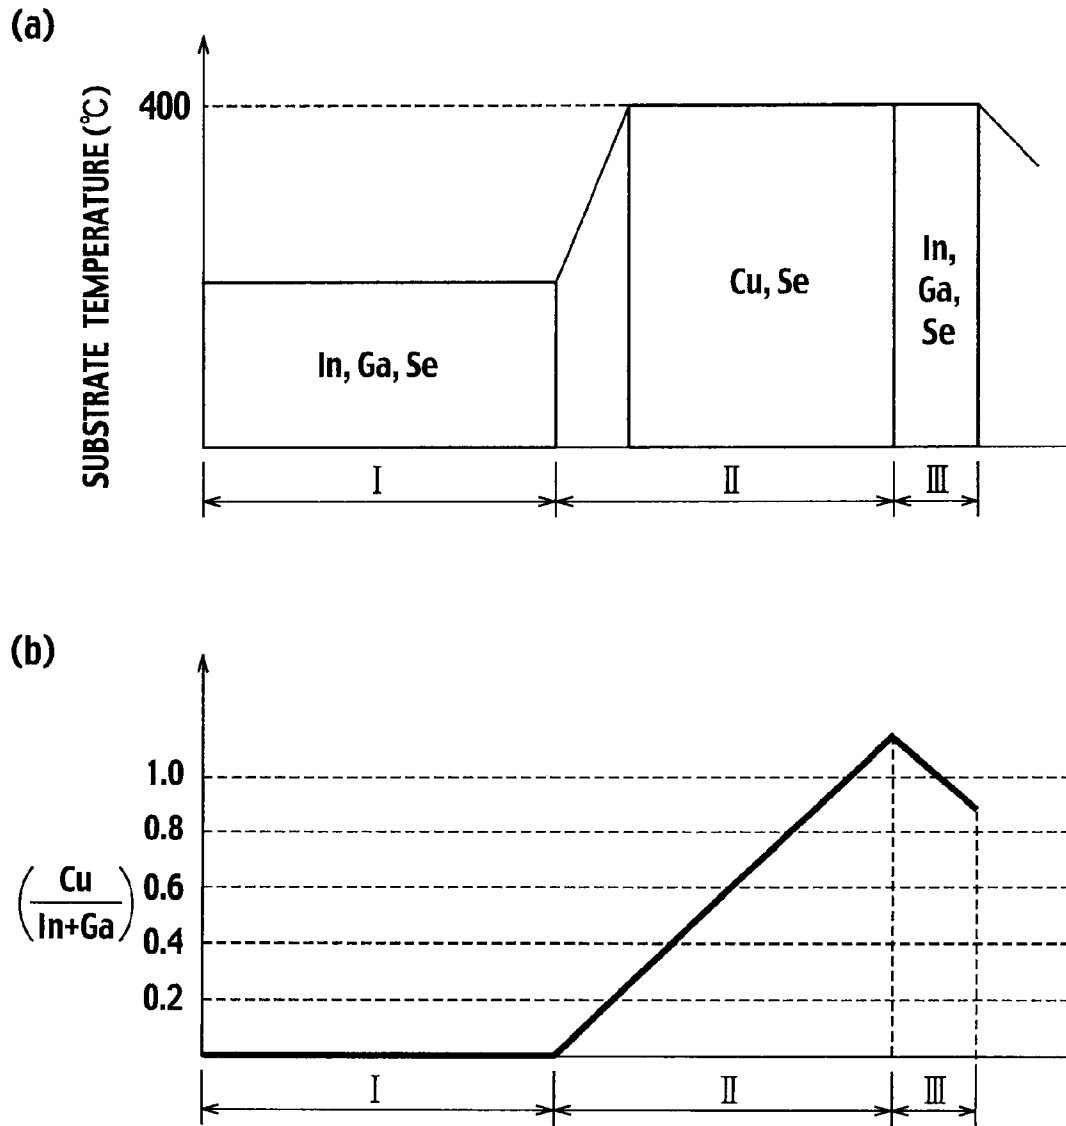 (a)
SUBSTRATE TEMPERATURE (℃)
400
In, Ga, Se
Cu, Se
In,
Ga,
Se
I
II
III
(b)
1.0
0.8
0.6
0.4
0.2
Cu
In+Ga
I
II
III